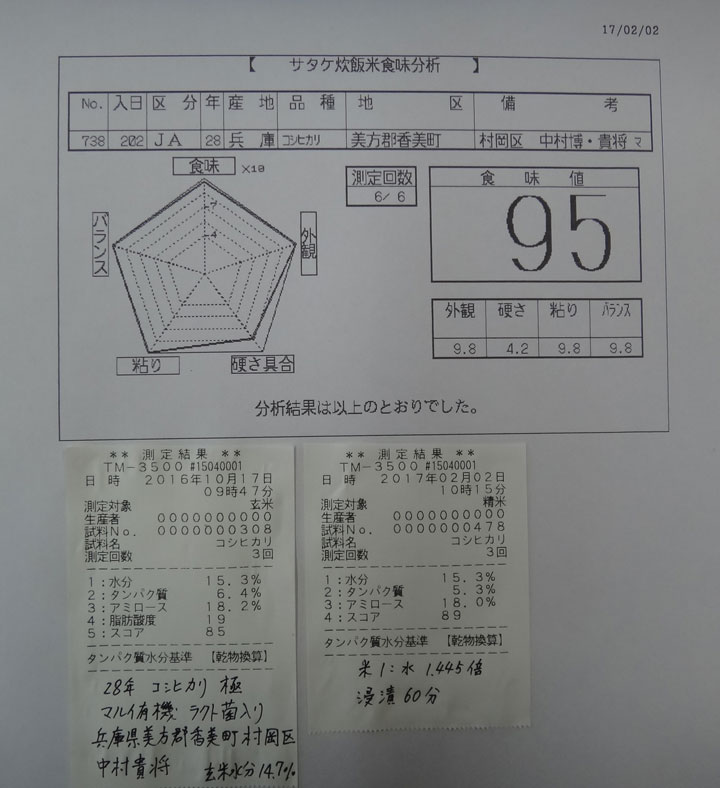 17/02/02
【 サタケ炊飯米食味分析 】
No. 入日 区分 年 産地 品種 地区 備考
738 202 JA 28 兵庫 コシヒカリ 美方郡香美町 村岡区 中村博・貴将 マ
食味 ×10
7
4
外観
硬さ具合
粘り
バランス
測定回数
6/ 6
食味値
95
外観 硬さ 粘り バランス
9.8 4.2 9.8 9.8
分析結果は以上のとおりでした。
** 測定結果 **
TM-3500 #15040001
日 時 2016年10月17日
09時47分
測定対象 玄米
生産者 0000000000
試料No. 0000000308
試料名 コシヒカリ
測定回数 3回
1:水分 15.3%
2:タンパク質 6.4%
3:アミロース 18.2%
4:脂肪酸度 19
5:スコア 85
タンパク質水分基準 【乾物換算】
28年 コシヒカリ 極
マルイ有機 ラクト菌入り
兵庫県美方郡香美町村岡区
中村貴将 玄米水分14.7%
** 測定結果 **
TM-3500 #15040001
日 時 2017年02月02日
10時15分
測定対象 精米
生産者 0000000000
試料No. 0000000478
試料名 コシヒカリ
測定回数 3回
1:水分 15.3%
2:タンパク質 5.3%
3:アミロース 18.0%
4:スコア 89
タンパク質水分基準 【乾物換算】
米1:水 1.445倍
浸漬60分